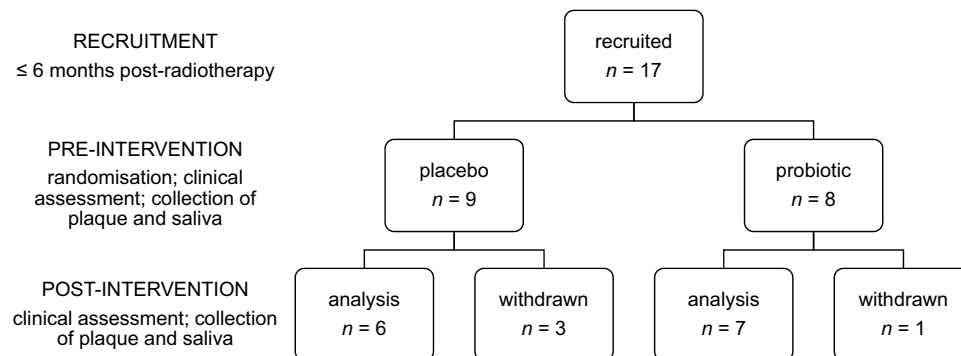 RECRUITMENT
≤ 6 months post-radiotherapy
recruited
n = 17
PRE-INTERVENTION
randomisation; clinical
assessment; collection of
plaque and saliva
placebo
n = 9
probiotic
n = 8
POST-INTERVENTION
clinical assessment; collection
of plaque and saliva
analysis
n = 6
withdrawn
n = 3
analysis
n = 7
withdrawn
n = 1